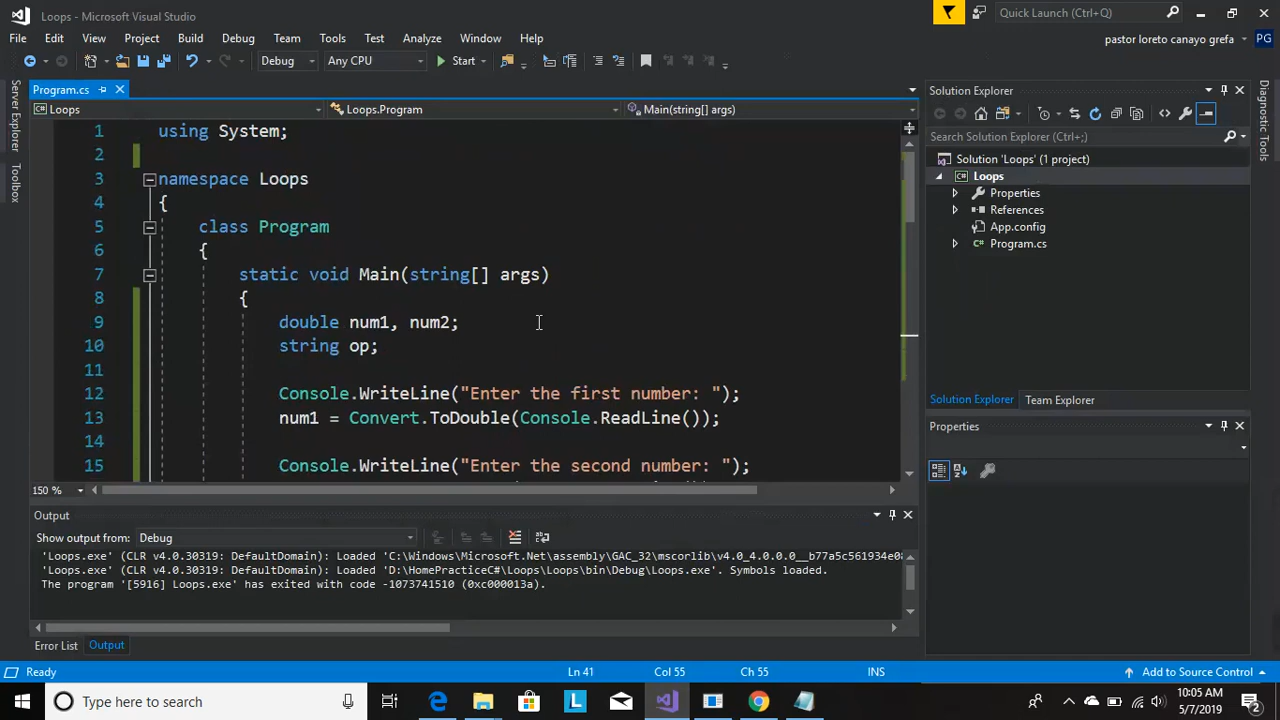 Loops - Microsoft Visual Studio
Quick Launch (Ctrl+Q)
File Edit View Project Build Debug Team Tools Test Analyze Window Help
pastor loreto canayo grefa PG
Debug Any CPU Start
Server Explorer
Toolbox
Program.cs
Loops Loops.Program Main(string[] args)
1 using System;
2
3 namespace Loops
4 {
5 class Program
6 {
7 static void Main(string[] args)
8 {
9 double num1, num2;
10 string op;
11
12 Console.WriteLine("Enter the first number: ");
13 num1 = Convert.ToDouble(Console.ReadLine());
14
15 Console.WriteLine("Enter the second number: ");
150 %
Solution Explorer
Search Solution Explorer (Ctrl+;)
Solution 'Loops' (1 project)
Loops
Properties
References
App.config
Program.cs
Solution Explorer Team Explorer
Properties
Diagnostic Tools
Output
Show output from: Debug
'Loops.exe' (CLR v4.0.30319: DefaultDomain): Loaded 'C:\Windows\Microsoft.Net\assembly\GAC_32\mscorlib\v4.0_4.0.0.0__b77a5c561934e08
'Loops.exe' (CLR v4.0.30319: DefaultDomain): Loaded 'D:\HomePracticeC#\Loops\Loops\bin\Debug\Loops.exe'. Symbols loaded.
The program '[5916] Loops.exe' has exited with code -1073741510 (0xc000013a).
Error List Output
Ready Ln 41 Col 55 Ch 55 INS Add to Source Control
Type here to search
10:05 AM
5/7/2019
2